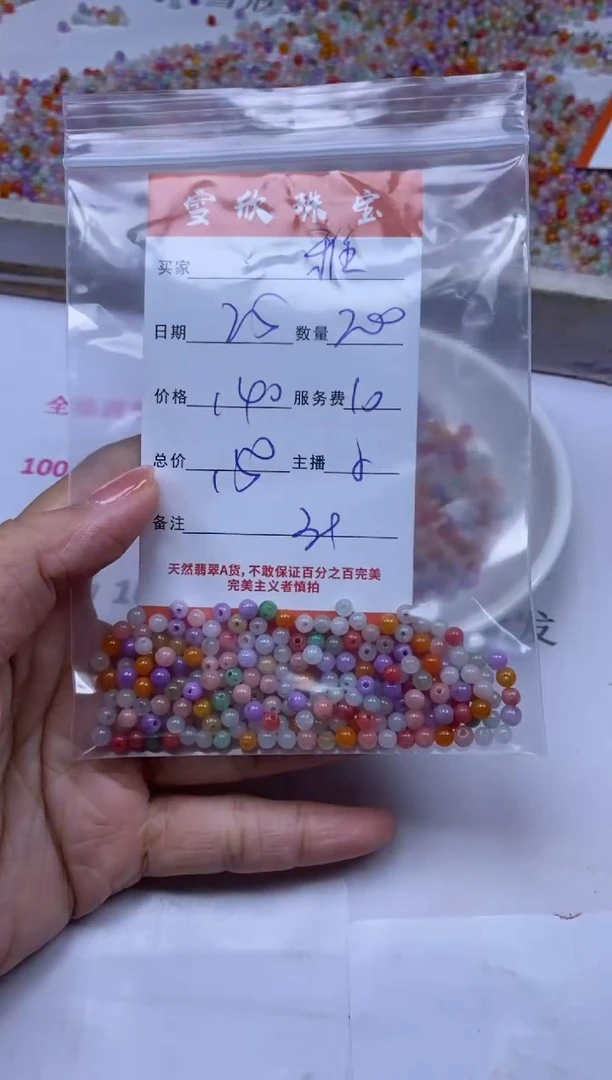 雪欣珠宝
买家 雅
日期 25 数量 200
价格 140 服务费 10
总价 150 主播
备注
天然翡翠A货，不敢保证百分之百完美
完美主义者慎拍
全
100